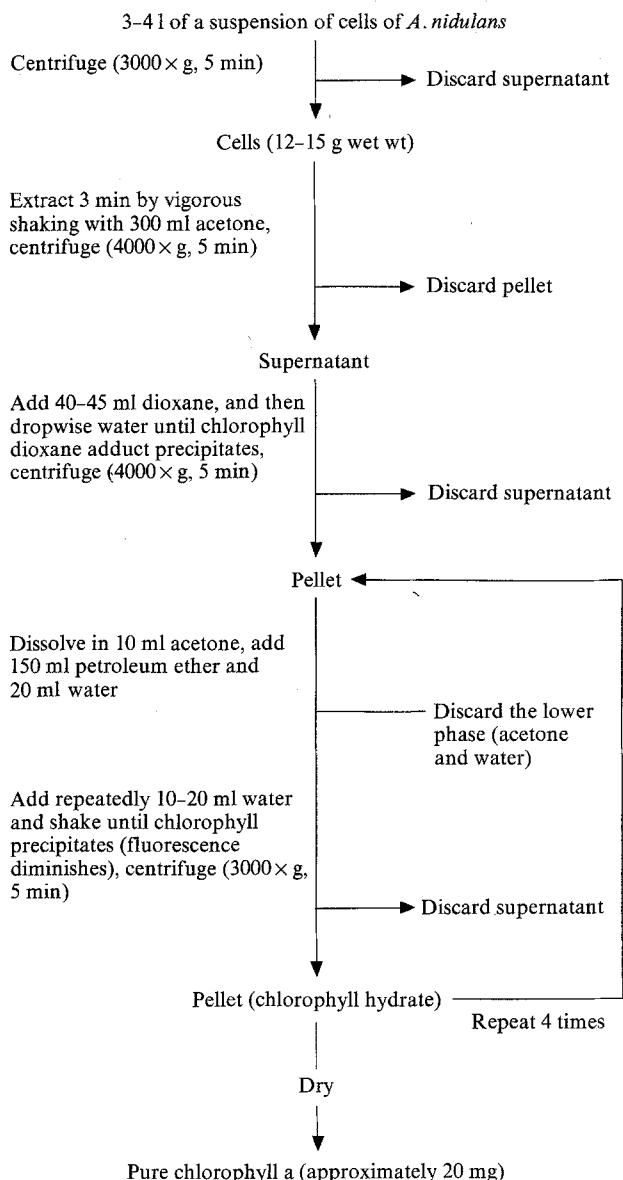 3–4 l of a suspension of cells of A. nidulans
Centrifuge (3000 × g, 5 min)
Discard supernatant
Cells (12–15 g wet wt)
Extract 3 min by vigorous
shaking with 300 ml acetone,
centrifuge (4000 × g, 5 min)
Discard pellet
Supernatant
Add 40–45 ml dioxane, and then
dropwise water until chlorophyll
dioxane adduct precipitates,
centrifuge (4000 × g, 5 min)
Discard supernatant
Pellet
Dissolve in 10 ml acetone, add
150 ml petroleum ether and
20 ml water
Discard the lower
phase (acetone
and water)
Add repeatedly 10–20 ml water
and shake until chlorophyll
precipitates (fluorescence
diminishes), centrifuge (3000 × g,
5 min)
Discard supernatant
Pellet (chlorophyll hydrate)
Repeat 4 times
Dry
Pure chlorophyll a (approximately 20 mg)